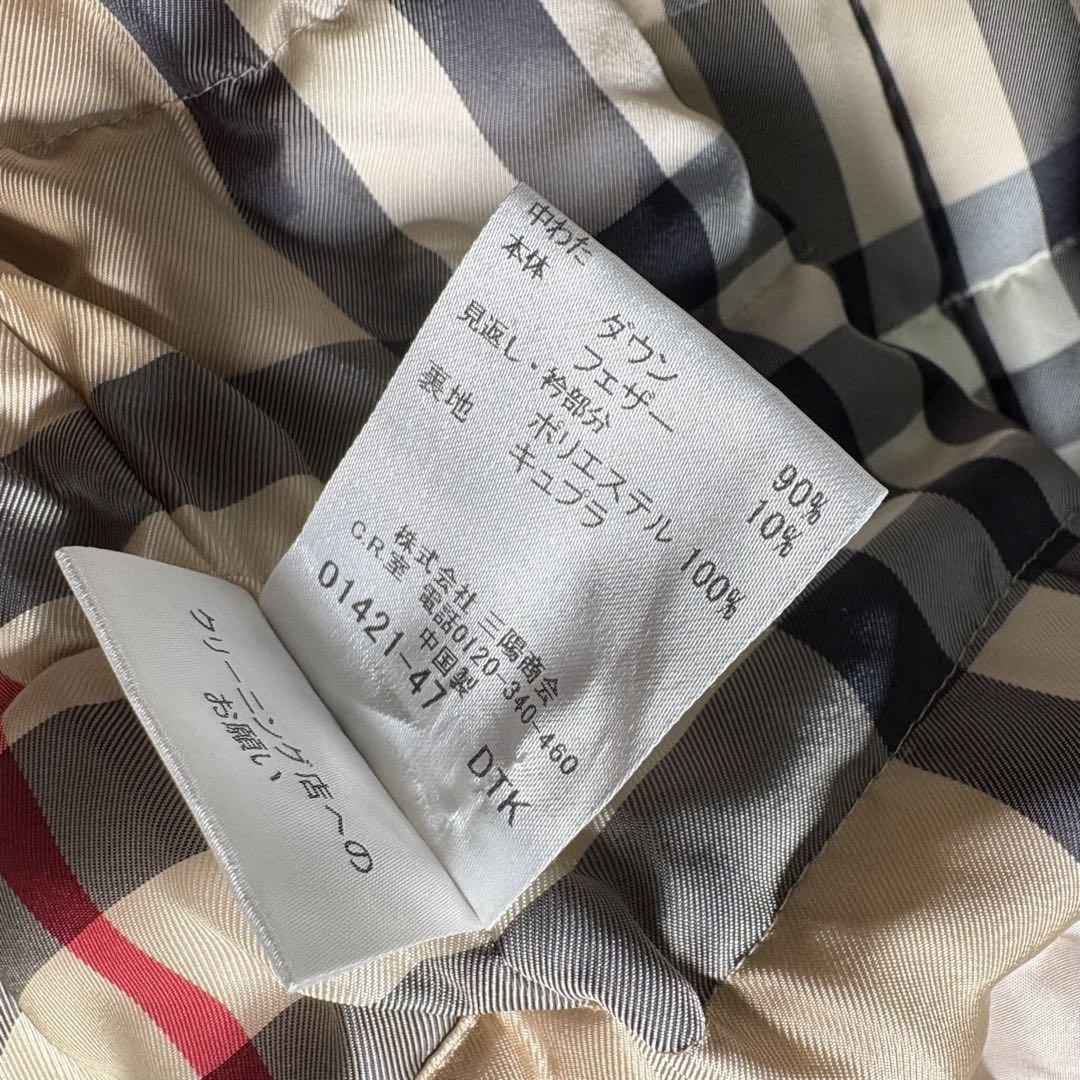 中わた
本体
ダウン 90%
フェザー 10%
見返し・衿部分
ポリエステル 100%
裏地 キュプラ
株式会社 三陽商会
C.R室 電話0120-340-460
中国製
01421-47 DTK
クリーニング店への
お願い